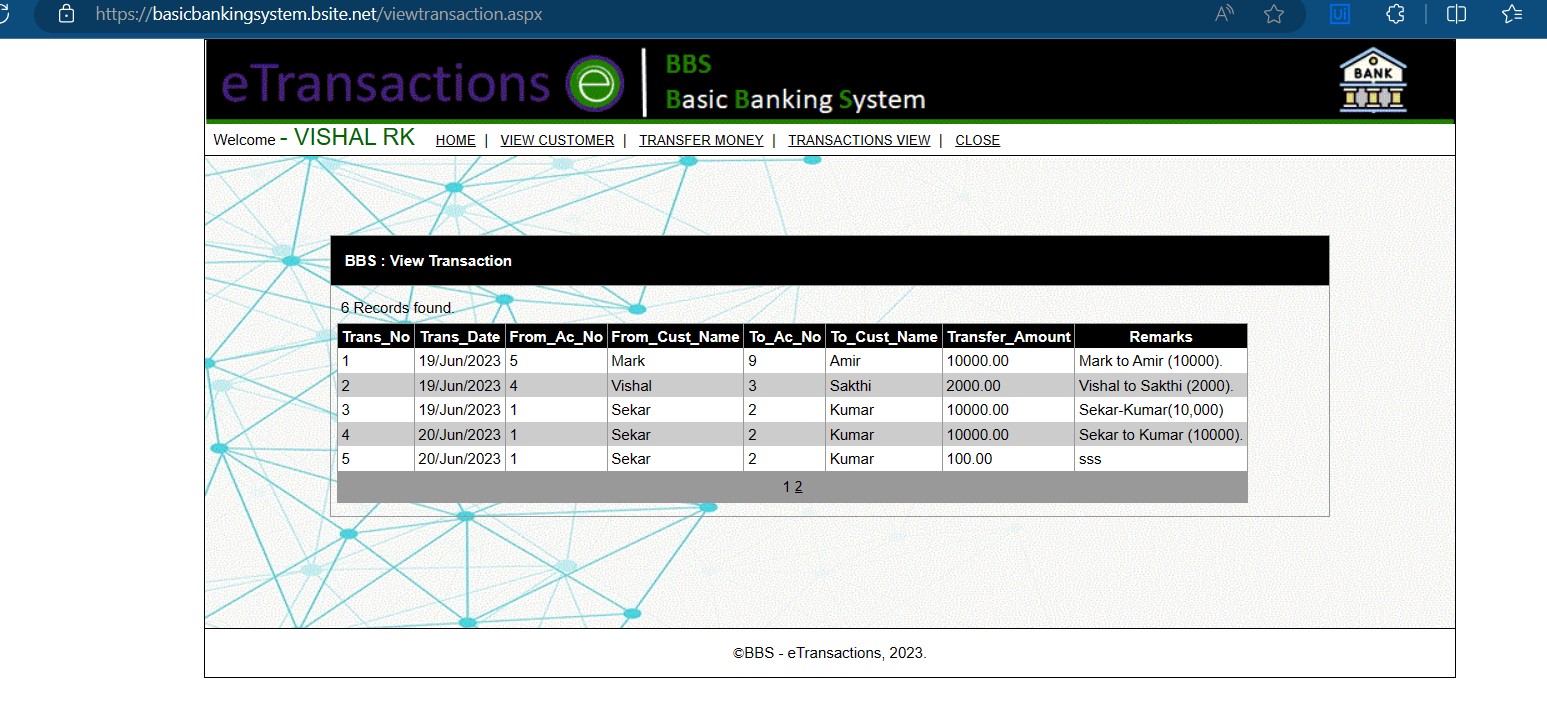 https://basicbankingsystem.bsite.net/viewtransaction.aspx
eTransactions e
BBS
Basic Banking System
BANK
Welcome - VISHAL RK HOME | VIEW CUSTOMER | TRANSFER MONEY | TRANSACTIONS VIEW | CLOSE
BBS : View Transaction
6 Records found.
Trans_No Trans_Date From_Ac_No From_Cust_Name To_Ac_No To_Cust_Name Transfer_Amount Remarks
1 19/Jun/2023 5 Mark 9 Amir 10000.00 Mark to Amir (10000).
2 19/Jun/2023 4 Vishal 3 Sakthi 2000.00 Vishal to Sakthi (2000).
3 19/Jun/2023 1 Sekar 2 Kumar 10000.00 Sekar-Kumar(10,000)
4 20/Jun/2023 1 Sekar 2 Kumar 10000.00 Sekar to Kumar (10000).
5 20/Jun/2023 1 Sekar 2 Kumar 100.00 sss
1 2
©BBS - eTransactions, 2023.